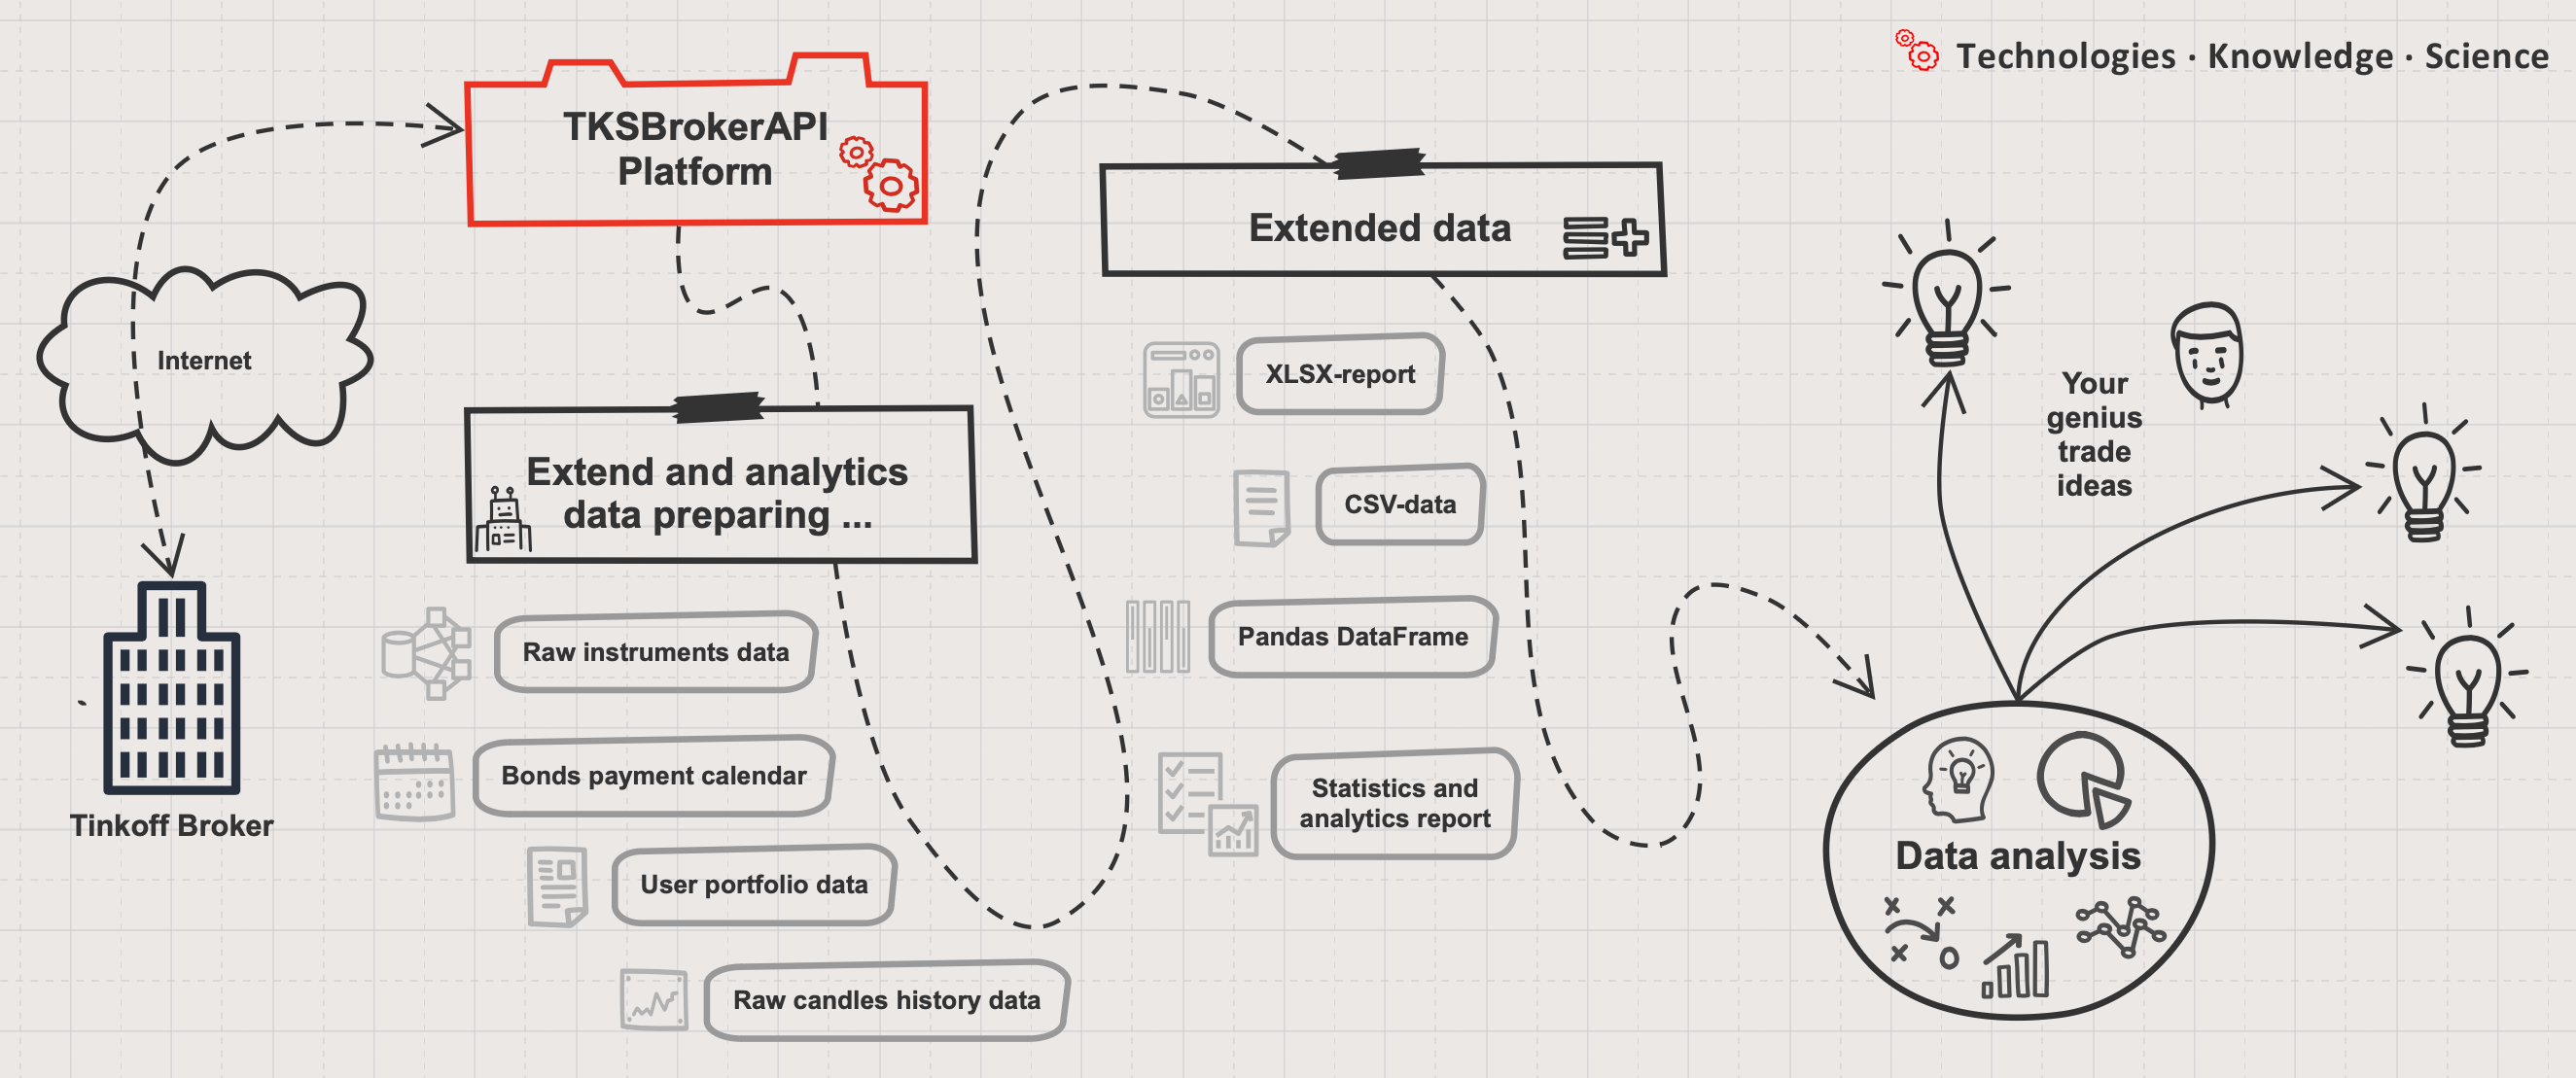 Technologies · Knowledge · Science
TKSBrokerAPI
Platform
Internet
Tinkoff Broker
Extend and analytics
data preparing ...
Raw instruments data
Bonds payment calendar
User portfolio data
Raw candles history data
Extended data
XLSX-report
CSV-data
Pandas DataFrame
Statistics and
analytics report
Your
genius
trade
ideas
Data analysis